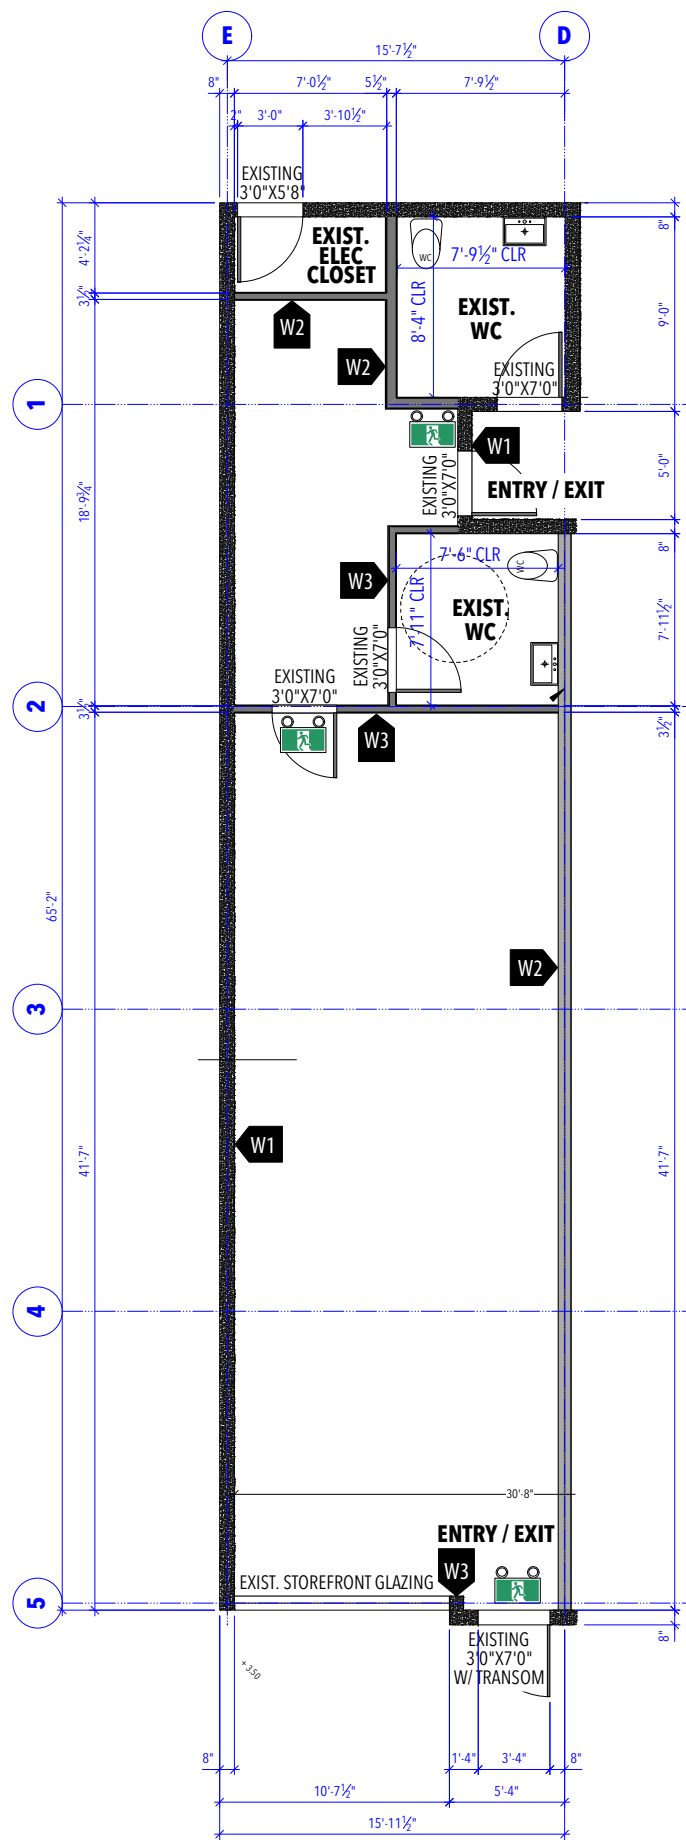 E
D
15'-7½"
8"
7'-0½"
5½"
7'-9½"
2"
3'-0"
3'-10½"
EXISTING
3'0"X5'8"
EXIST.
ELEC
CLOSET
WC
7'-9½" CLR
8'-4" CLR
EXIST.
WC
4'-2¼"
3½"
8"
9'-0"
W2
W2
EXISTING
3'0"X7'0"
1
W1
EXISTING
3'0"X7'0"
ENTRY / EXIT
5'-0"
18'-9¾"
8"
7'-6" CLR
WC
W3
7'-11" CLR
EXIST.
WC
7'-11½"
EXISTING
3'0"X7'0"
EXISTING
3'0"X7'0"
2
3½"
3½"
W3
65'-2"
W2
3
41'-7"
W1
41'-7"
4
30'-8"
ENTRY / EXIT
W3
EXIST. STOREFRONT GLAZING
5
8"
EXISTING
3'0"X7'0"
W/ TRANSOM
+ 3.50
8"
1'-4"
3'-4"
8"
10'-7½"
5'-4"
15'-11½"